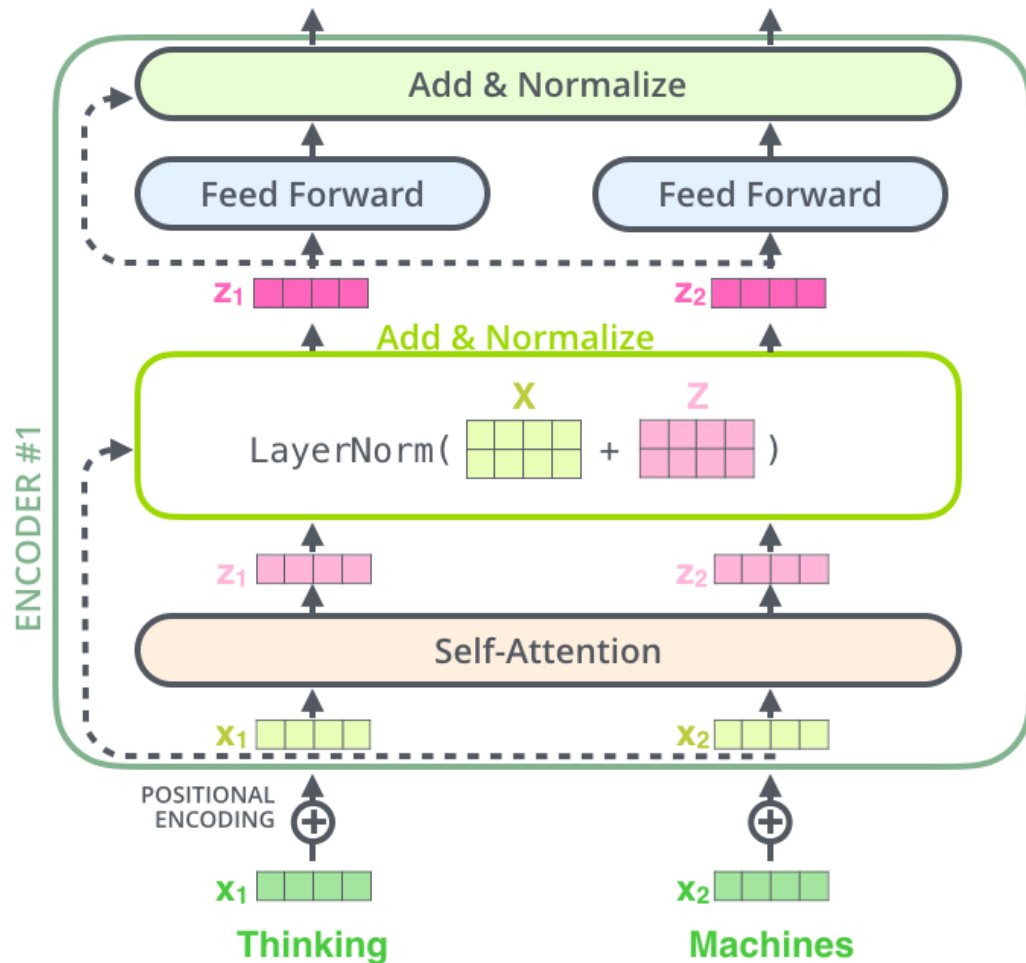 Add & Normalize
Feed Forward Feed Forward
z1 z2
Add & Normalize
X Z
LayerNorm( + )
ENCODER #1
z1 z2
Self-Attention
x1 x2
POSITIONAL
ENCODING
x1 x2
Thinking Machines